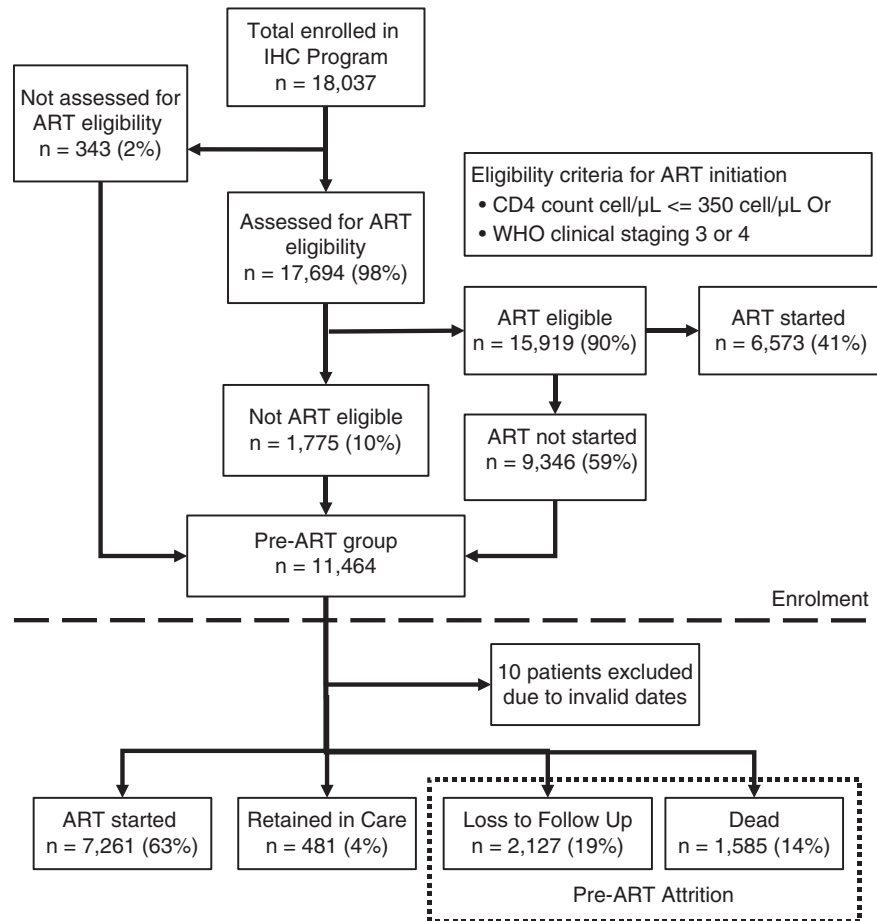 Total enrolled in
IHC Program
n = 18,037
Not assessed for
ART eligibility
n = 343 (2%)
Eligibility criteria for ART initiation
• CD4 count cell/µL <= 350 cell/µL Or
• WHO clinical staging 3 or 4
Assessed for ART
eligibility
n = 17,694 (98%)
ART eligible
n = 15,919 (90%)
ART started
n = 6,573 (41%)
Not ART eligible
n = 1,775 (10%)
ART not started
n = 9,346 (59%)
Pre-ART group
n = 11,464
Enrolment
10 patients excluded
due to invalid dates
ART started
n = 7,261 (63%)
Retained in Care
n = 481 (4%)
Loss to Follow Up
n = 2,127 (19%)
Dead
n = 1,585 (14%)
Pre-ART Attrition